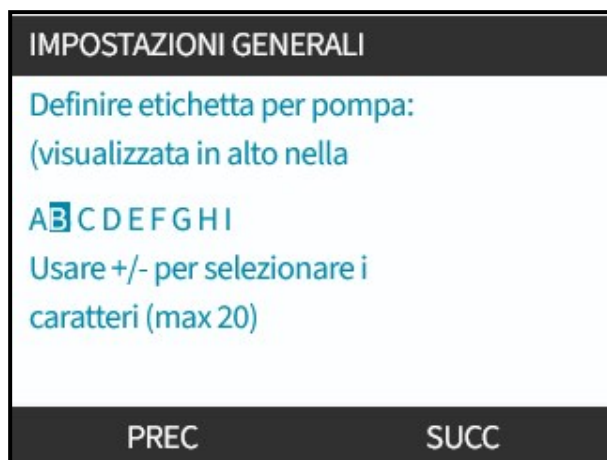 IMPOSTAZIONI GENERALI
Definire etichetta per pompa:
(visualizzata in alto nella
A B C D E F G H I
Usare +/- per selezionare i
caratteri (max 20)
PREC SUCC